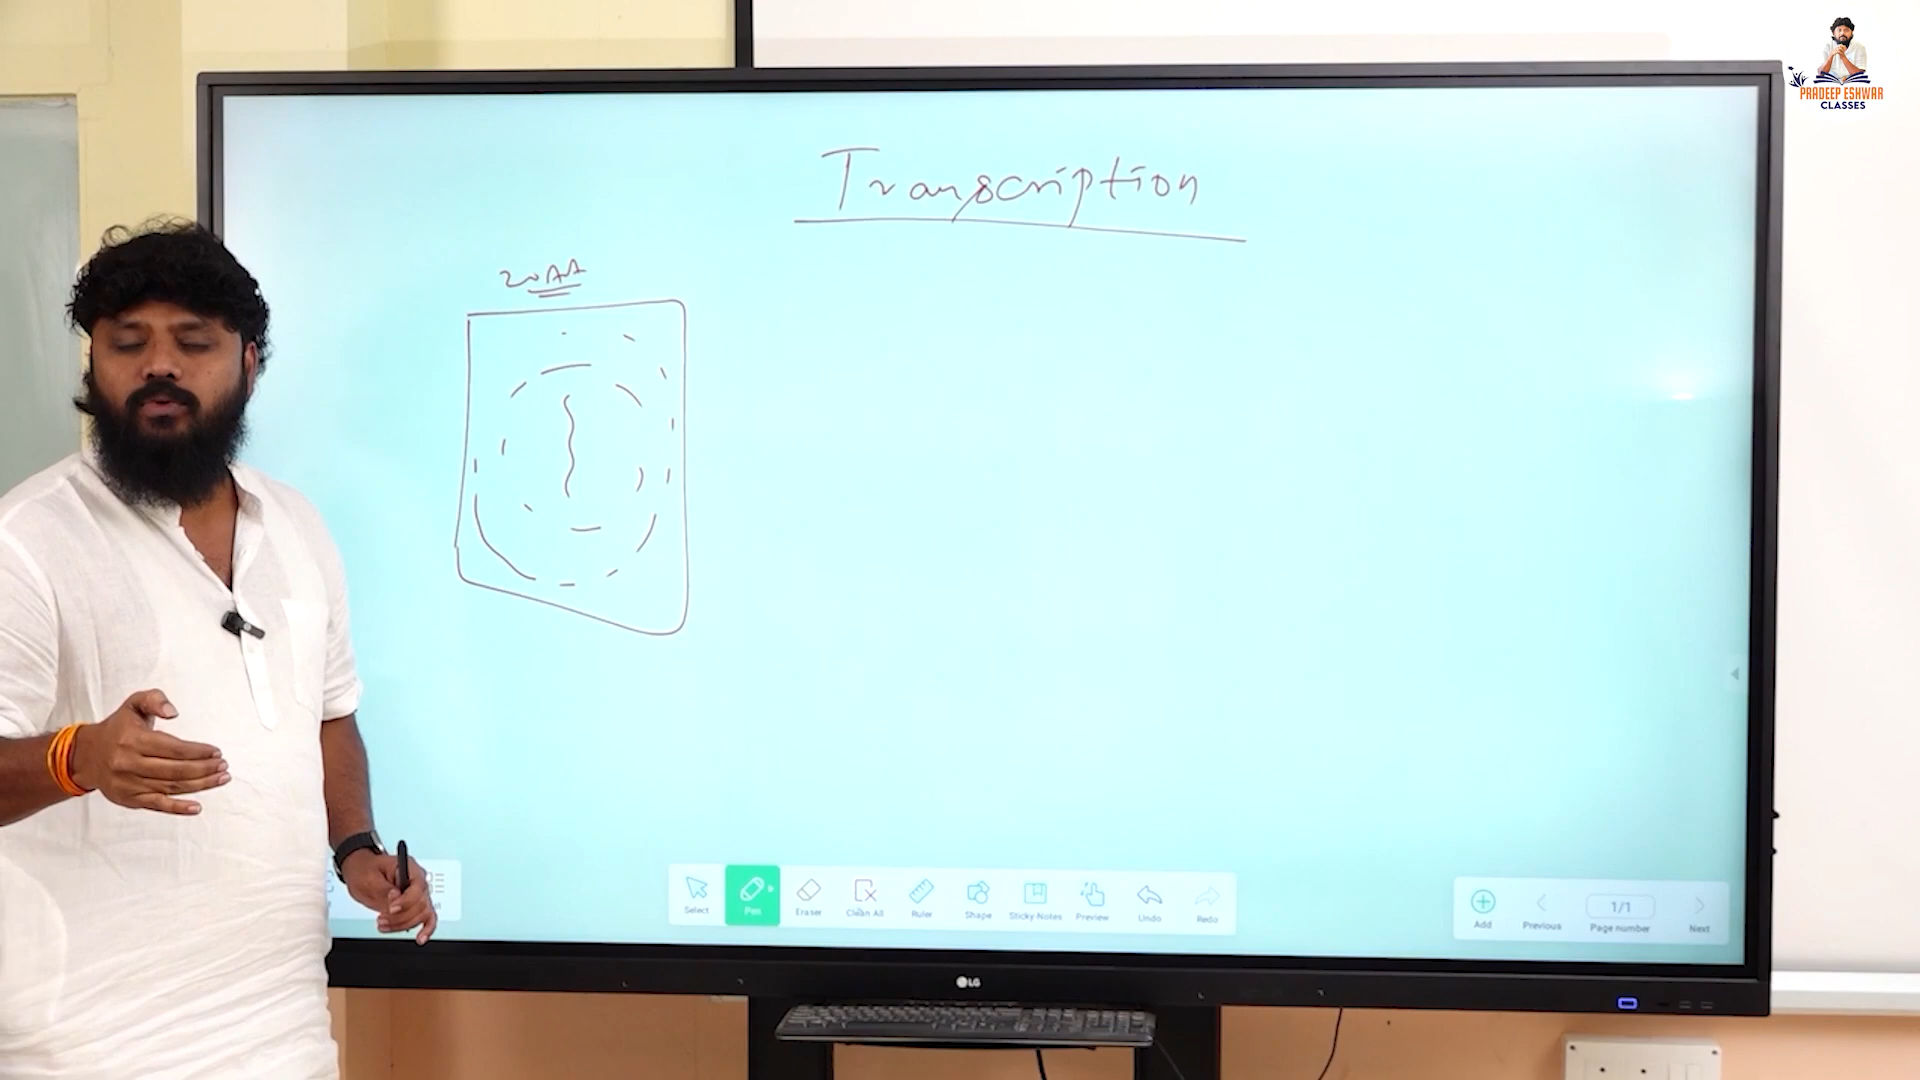 PRADEEP ESHWAR
CLASSES
Transcription
20AA
Select
Pen
Eraser
Clean All
Ruler
Shape
Sticky-Notes
Preview
Undo
Redo
Add
Previous
1/1
Page number
Next
LG